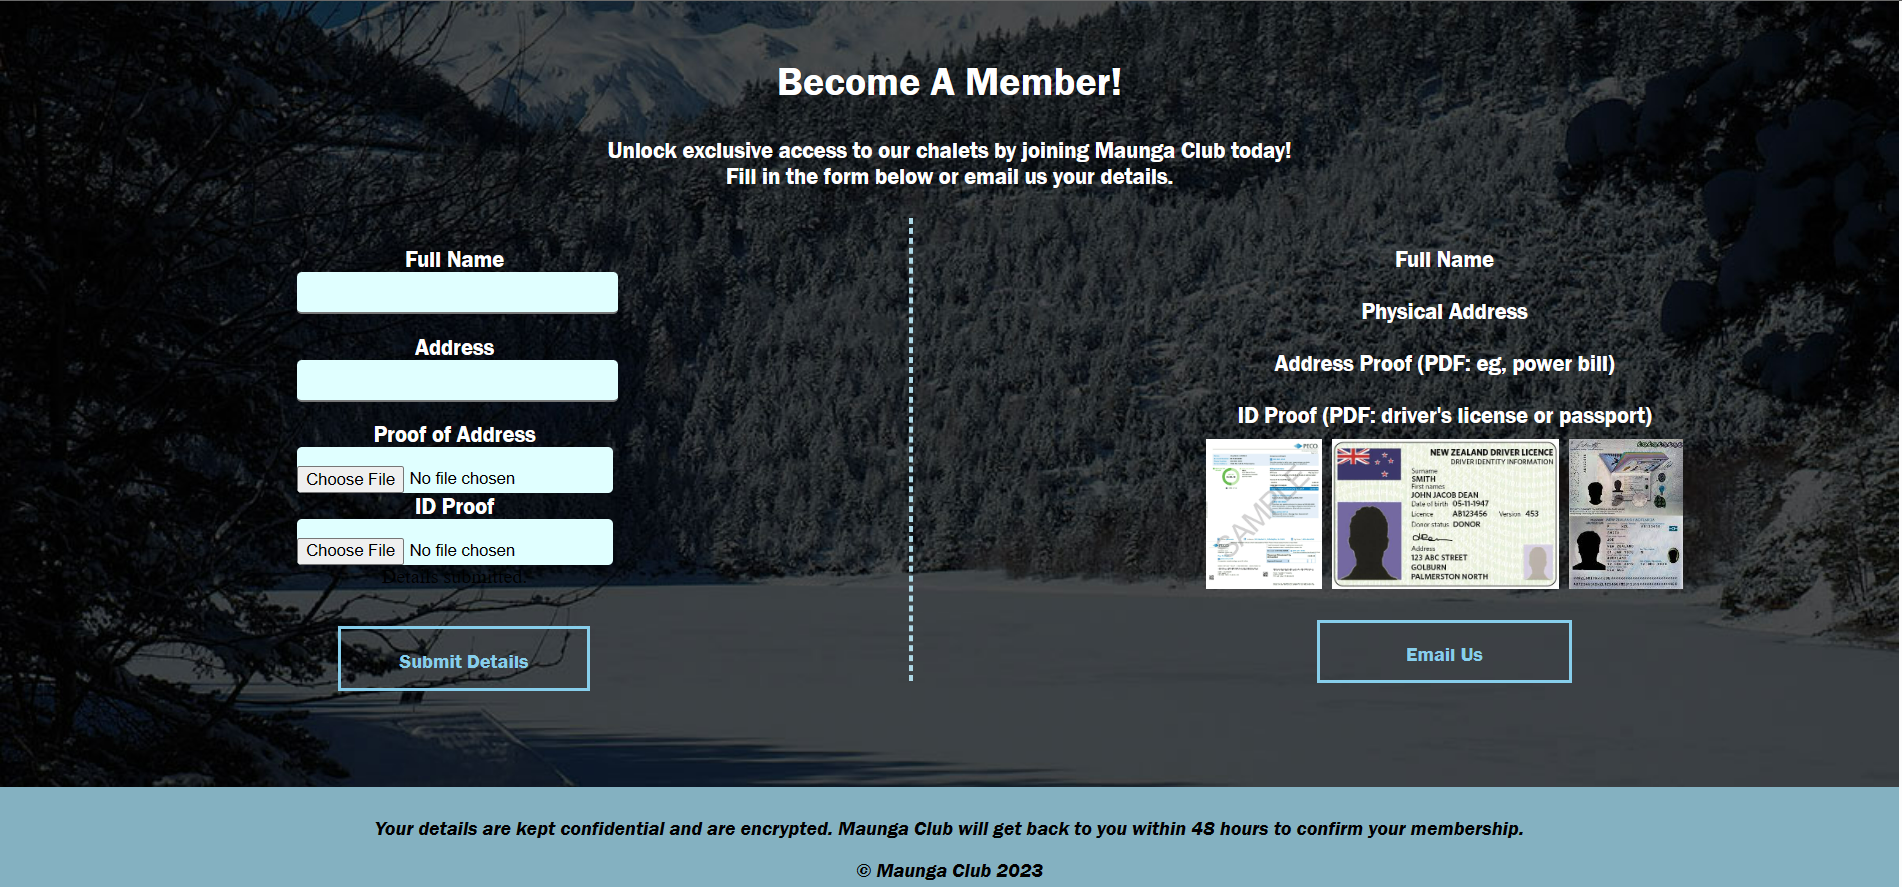 Become A Member!
Unlock exclusive access to our chalets by joining Maunga Club today!
Fill in the form below or email us your details.
Full Name
Address
Proof of Address
Choose File No file chosen
ID Proof
Choose File No file chosen
Details submitted.
Submit Details
Full Name
Physical Address
Address Proof (PDF: eg, power bill)
ID Proof (PDF: driver's license or passport)
PECO
SAMPLE
NEW ZEALAND DRIVER LICENCE
DRIVER IDENTITY INFORMATION
Surname
SMITH
First names
JOHN JACOB DEAN
Date of birth 05-11-1947
Licence AB123456 Version 453
Donor status DONOR
Address
123 ABC STREET
GOLBURN
PALMERSTON NORTH
Email Us
Your details are kept confidential and are encrypted. Maunga Club will get back to you within 48 hours to confirm your membership.
© Maunga Club 2023